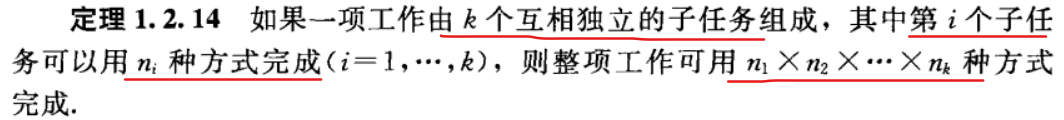 定理 1.2.14 如果一项工作由 k 个互相独立的子任务组成，其中第 i 个子任
务可以用 nᵢ 种方式完成(i=1,⋯,k)，则整项工作可用 n₁×n₂×⋯×nₖ 种方式
完成.